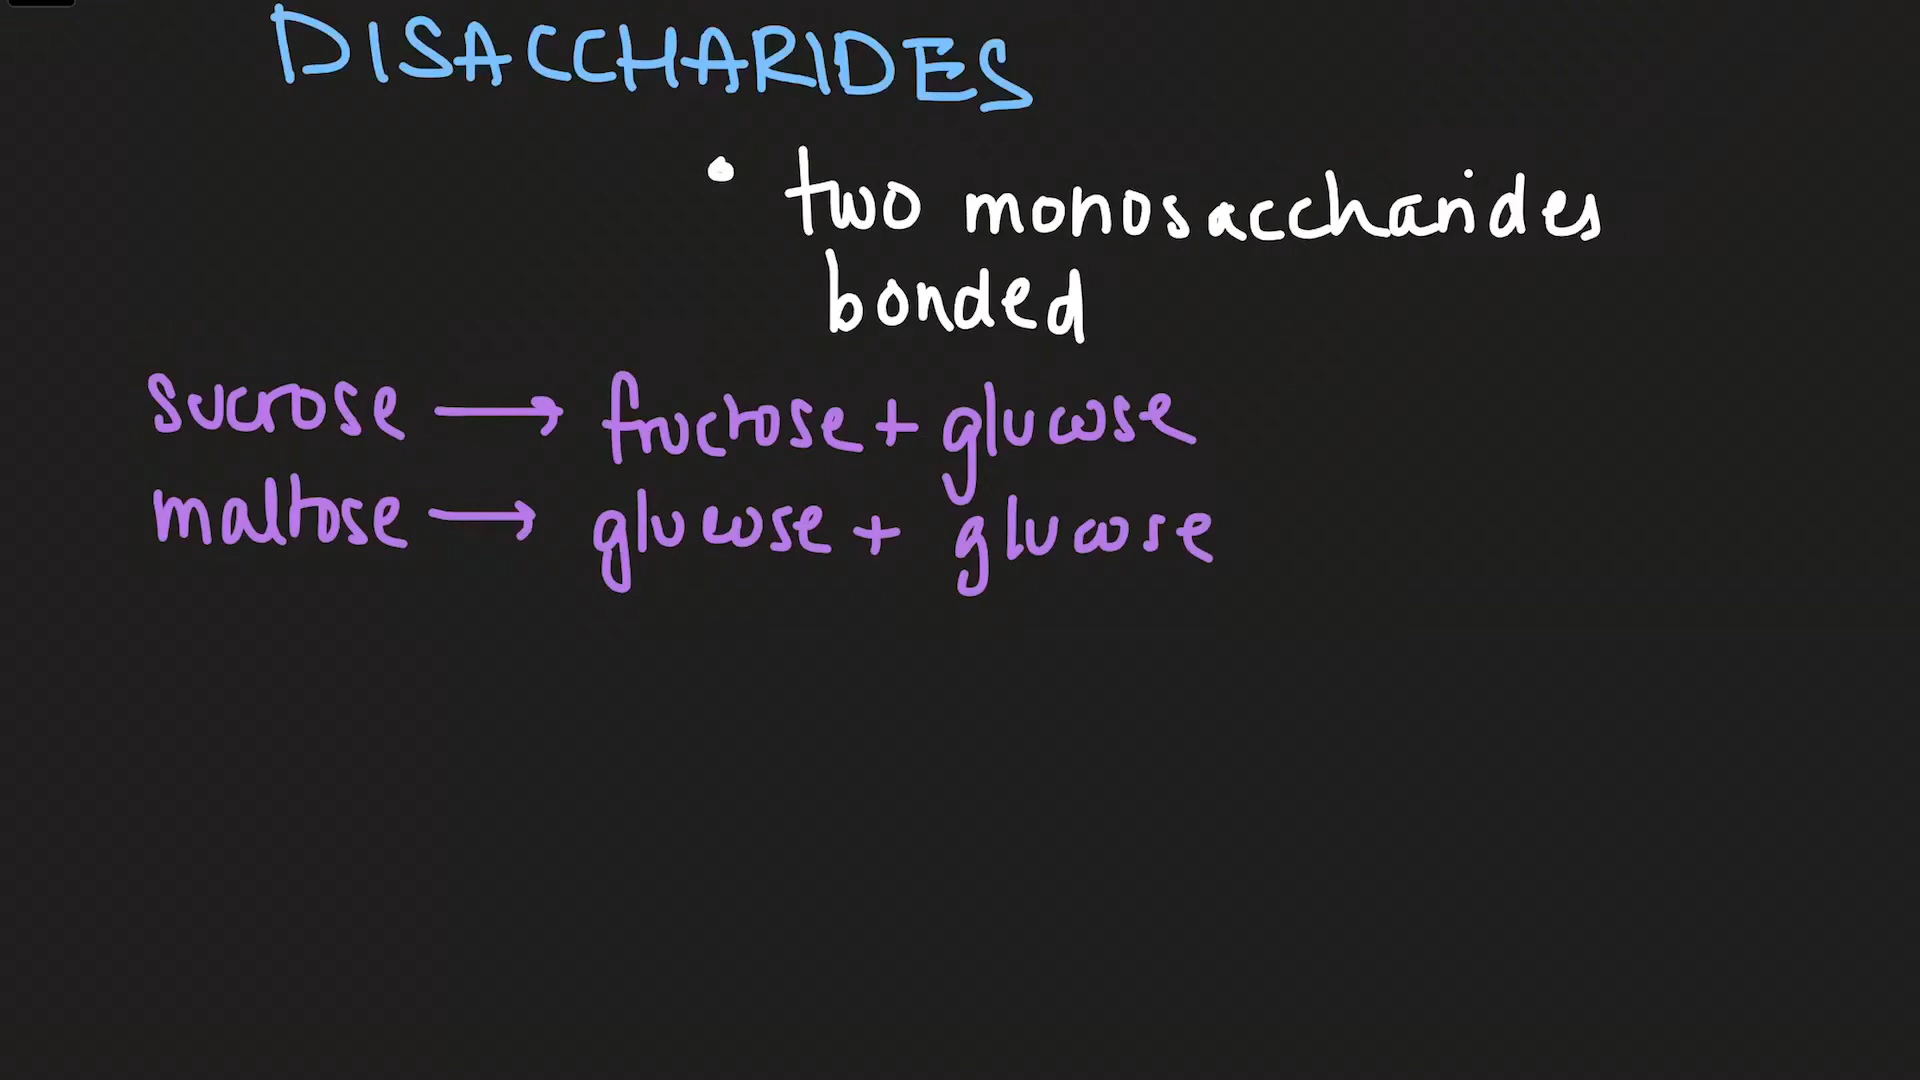 DISACCHARIDES
• two monosaccharides
bonded
sucrose → fructose + glucose
maltose → glucose + glucose